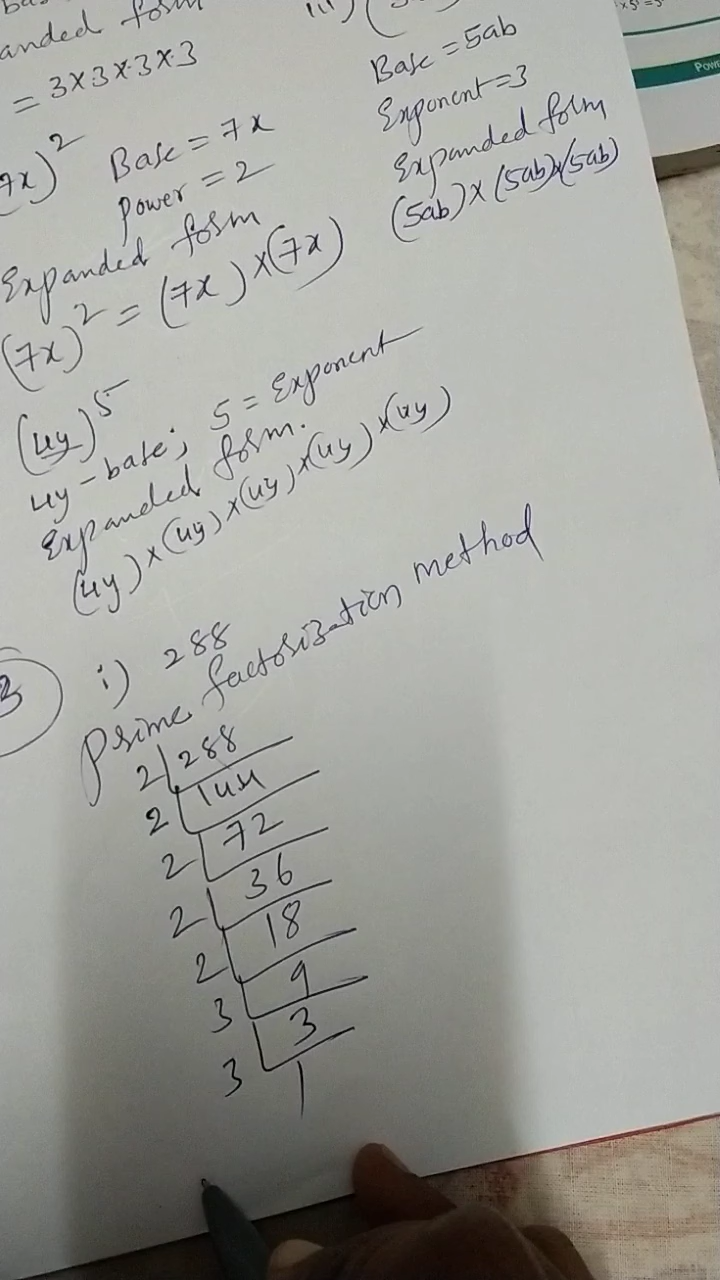 anded form
= 3×3×3×3
7x)² Base = 7x
power = 2
Expanded form
(7x)² = (7x)×(7x)
iii)
Base = 5ab
Exponent = 3
Expanded form
(5ab)×(5ab)×(5ab)
(4y)⁵
4y - base; 5 = Exponent
Expanded form.
(4y)×(4y)×(4y)×(4y)×(4y)
3 i) 288
Prime factorization method
2 288
2 144
2 72
2 36
2 18
3 9
3 3
1